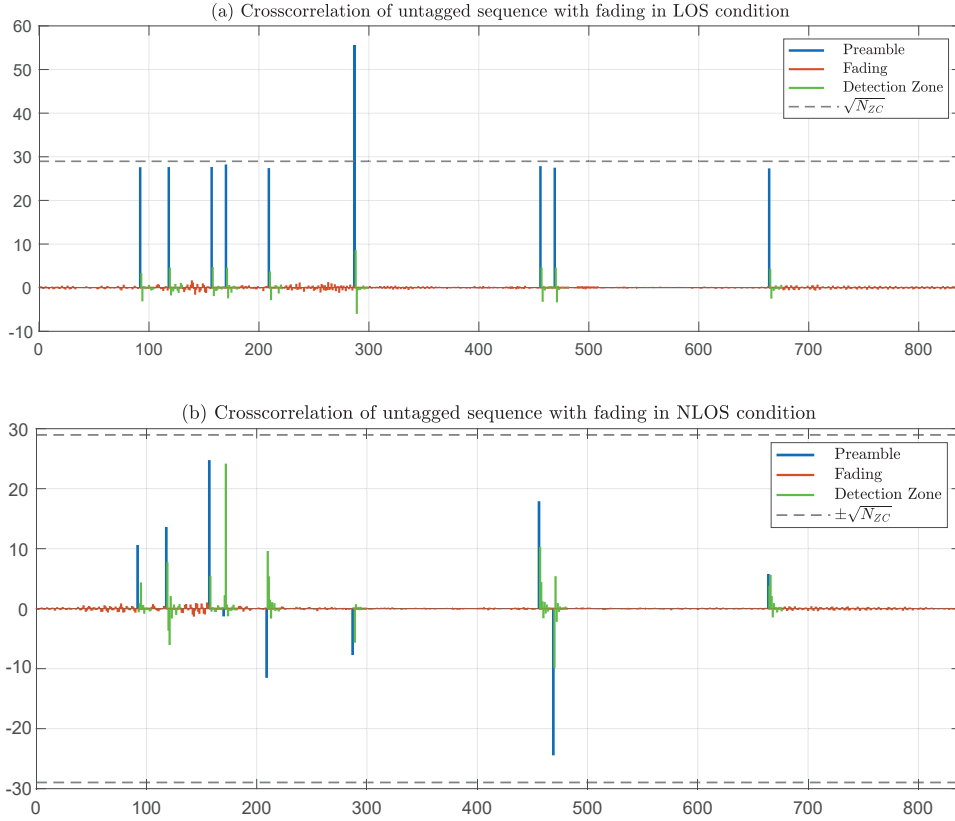 (a) Crosscorrelation of untagged sequence with fading in LOS condition
60
50
40
30
20
10
0
-10
0 100 200 300 400 500 600 700 800
Preamble
Fading
Detection Zone
√N_ZC
(b) Crosscorrelation of untagged sequence with fading in NLOS condition
30
20
10
0
-10
-20
-30
0 100 200 300 400 500 600 700 800
Preamble
Fading
Detection Zone
±√N_ZC